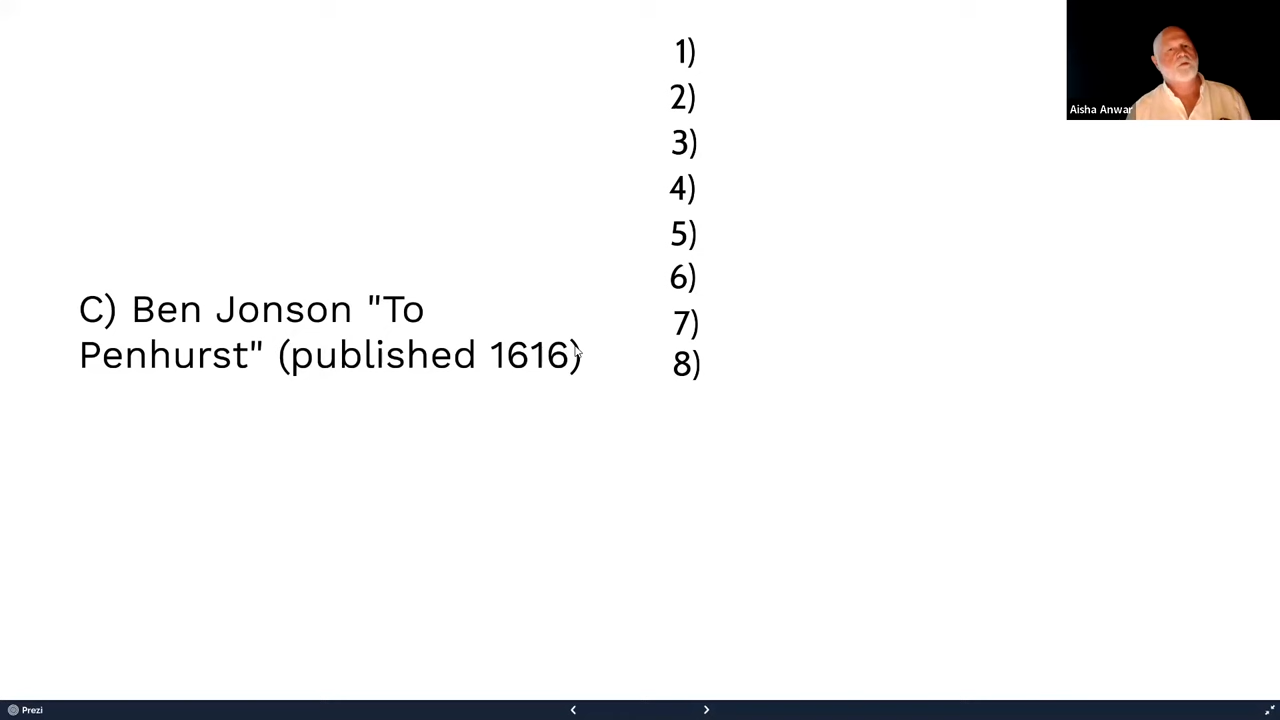 C) Ben Jonson "To
Penhurst" (published 1616)
1)
2)
3)
4)
5)
6)
7)
8)
Aisha Anwar
Prezi